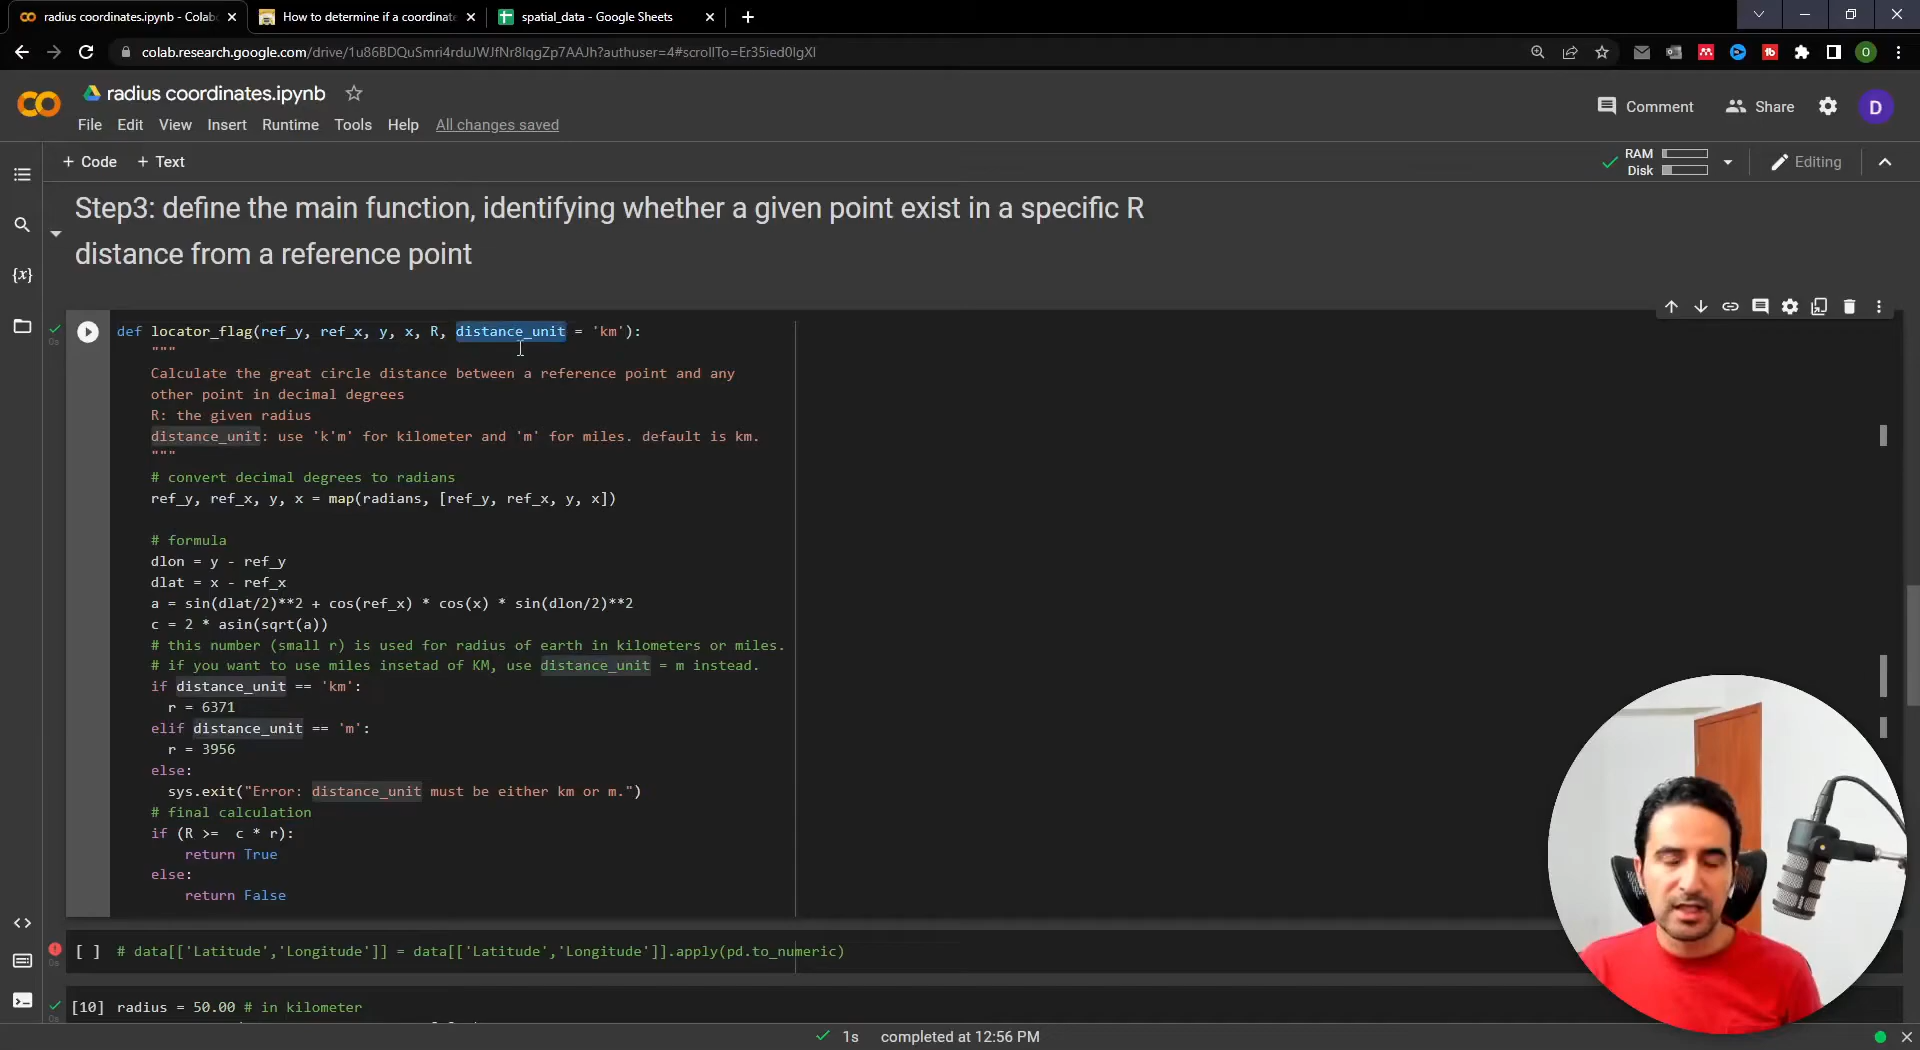 radius coordinates.ipynb - Colab
How to determine if a coordinate
spatial_data - Google Sheets
colab.research.google.com/drive/1u86BDQuSmri4rduJWJfNr8IqgZp7AAJh?authuser=4#scrollTo=Er35ied0lgXl
radius coordinates.ipynb
File Edit View Insert Runtime Tools Help All changes saved
Comment Share D
+ Code + Text
RAM
Disk
Editing
Step3: define the main function, identifying whether a given point exist in a specific R
distance from a reference point
def locator_flag(ref_y, ref_x, y, x, R, distance_unit = 'km'):
"""
Calculate the great circle distance between a reference point and any
other point in decimal degrees
R: the given radius
distance_unit: use 'k'm' for kilometer and 'm' for miles. default is km.
"""
# convert decimal degrees to radians
ref_y, ref_x, y, x = map(radians, [ref_y, ref_x, y, x])
# formula
dlon = y - ref_y
dlat = x - ref_x
a = sin(dlat/2)**2 + cos(ref_x) * cos(x) * sin(dlon/2)**2
c = 2 * asin(sqrt(a))
# this number (small r) is used for radius of earth in kilometers or miles.
# if you want to use miles insetad of KM, use distance_unit = m instead.
if distance_unit == 'km':
r = 6371
elif distance_unit == 'm':
r = 3956
else:
sys.exit("Error: distance_unit must be either km or m.")
# final calculation
if (R >= c * r):
return True
else:
return False
[ ] # data[['Latitude','Longitude']] = data[['Latitude','Longitude']].apply(pd.to_numeric)
[10] radius = 50.00 # in kilometer
1s completed at 12:56 PM